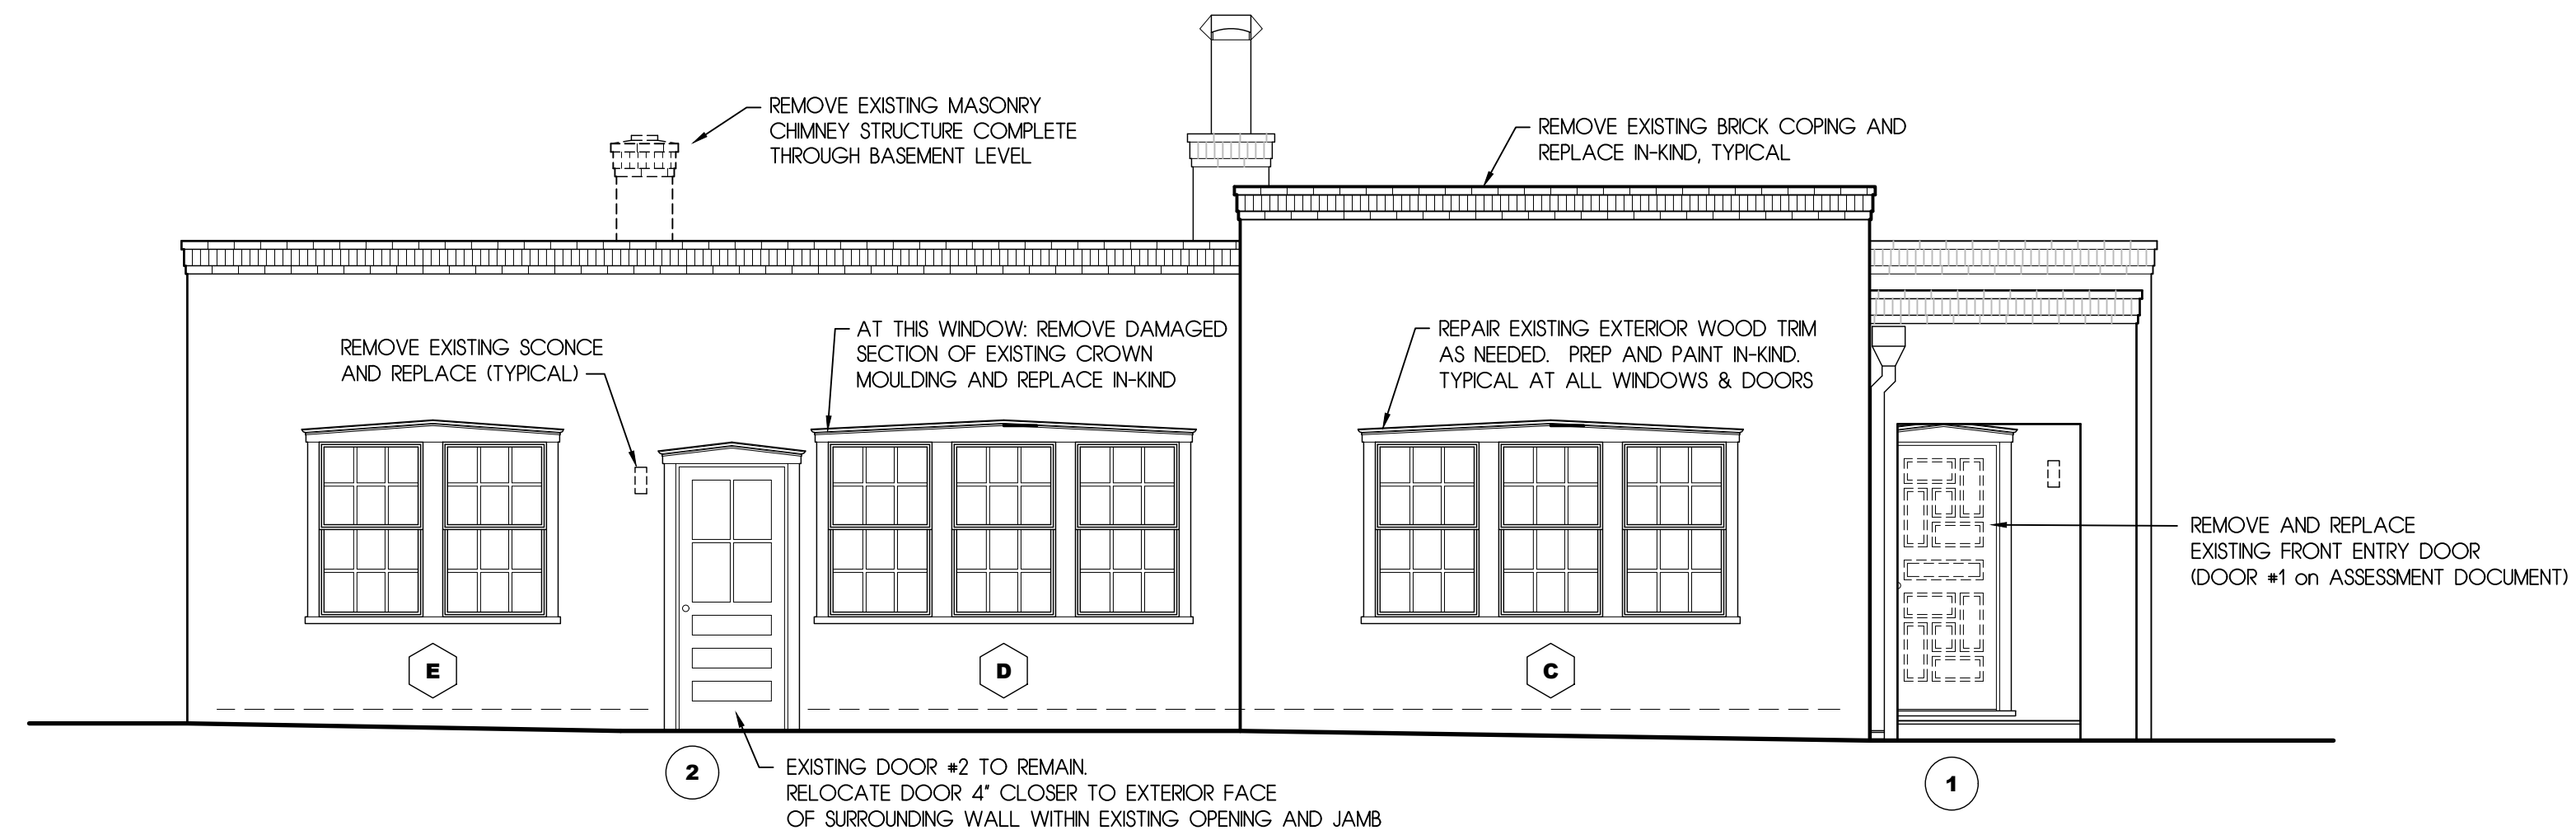 REMOVE EXISTING MASONRY
CHIMNEY STRUCTURE COMPLETE
THROUGH BASEMENT LEVEL
REMOVE EXISTING BRICK COPING AND
REPLACE IN-KIND, TYPICAL
REMOVE EXISTING SCONCE
AND REPLACE (TYPICAL)
AT THIS WINDOW: REMOVE DAMAGED
SECTION OF EXISTING CROWN
MOULDING AND REPLACE IN-KIND
REPAIR EXISTING EXTERIOR WOOD TRIM
AS NEEDED. PREP AND PAINT IN-KIND.
TYPICAL AT ALL WINDOWS & DOORS
REMOVE AND REPLACE
EXISTING FRONT ENTRY DOOR
(DOOR #1 on ASSESSMENT DOCUMENT)
E
D
C
2
EXISTING DOOR #2 TO REMAIN.
RELOCATE DOOR 4" CLOSER TO EXTERIOR FACE
OF SURROUNDING WALL WITHIN EXISTING OPENING AND JAMB
1